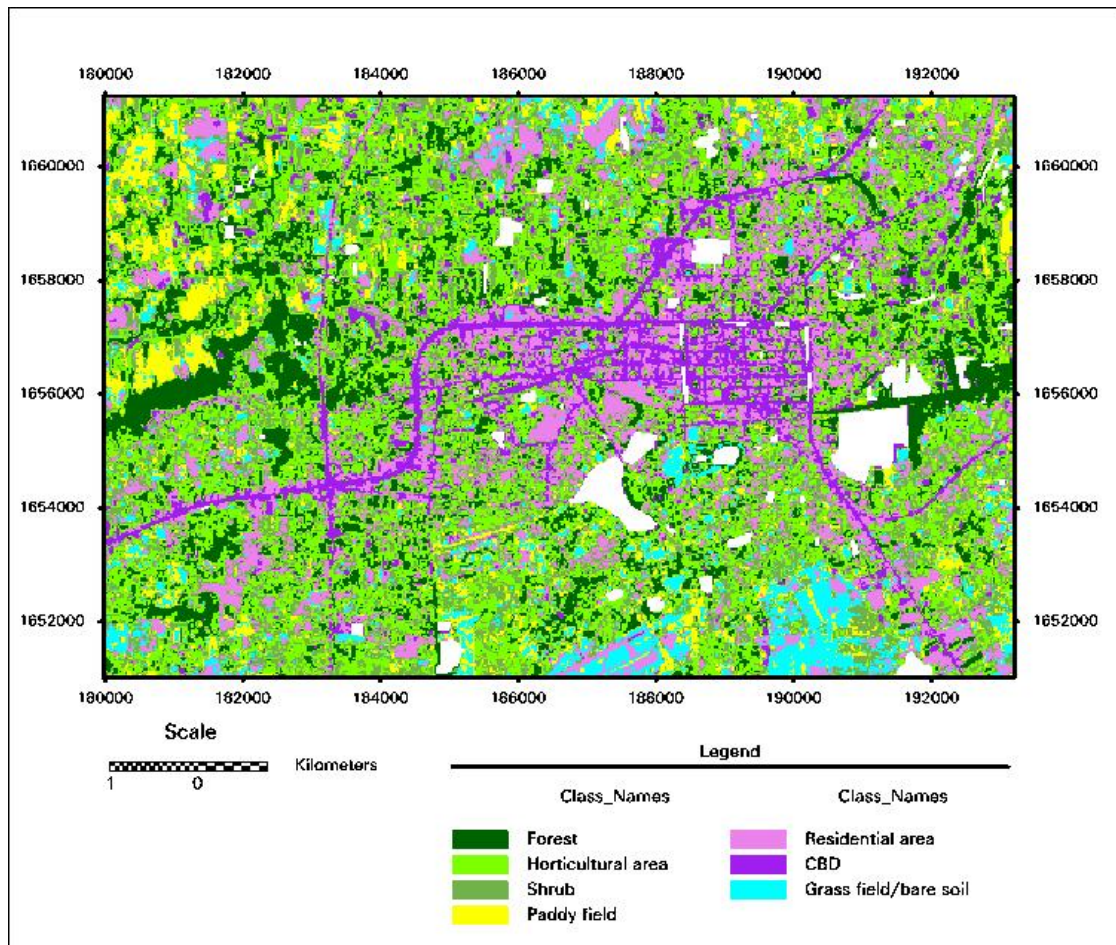 180000 182000 184000 186000 188000 190000 192000
1660000 1660000
1658000 1658000
1656000 1656000
1654000 1654000
1652000 1652000
180000 182000 184000 186000 188000 190000 192000
Scale
Kilometers
1 0
Legend
Class_Names Class_Names
Forest Residential area
Horticultural area CBD
Shrub Grass field/bare soil
Paddy field